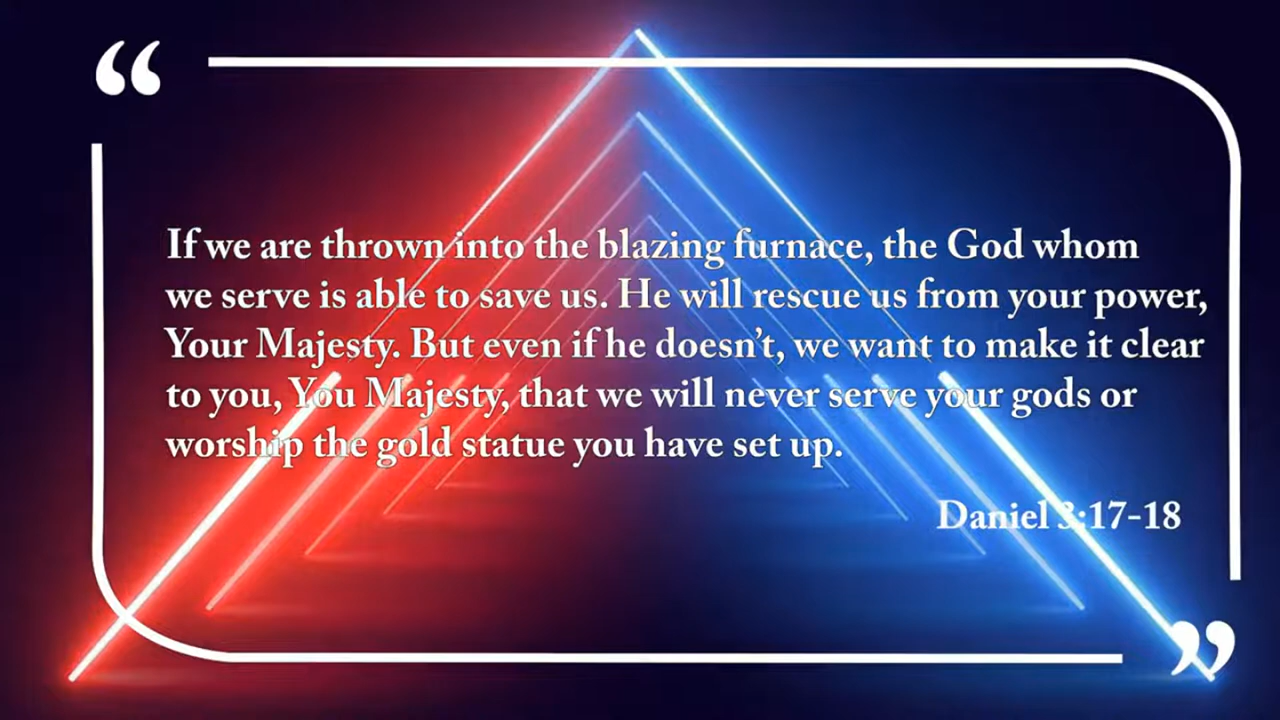 “
If we are thrown into the blazing furnace, the God whom
we serve is able to save us. He will rescue us from your power,
Your Majesty. But even if he doesn’t, we want to make it clear
to you, You Majesty, that we will never serve your gods or
worship the gold statue you have set up.
Daniel 3:17-18
”